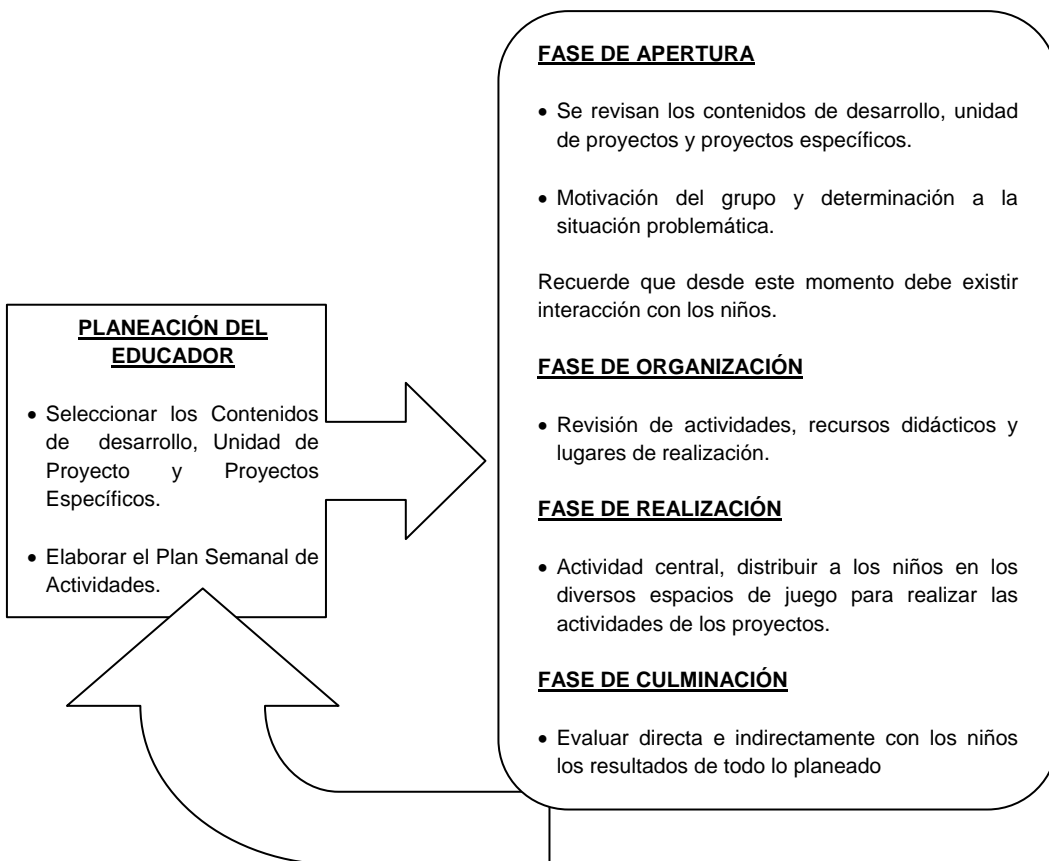 PLANEACIÓN DEL
EDUCADOR
• Seleccionar los Contenidos
de desarrollo, Unidad de
Proyecto y Proyectos
Específicos.
• Elaborar el Plan Semanal de
Actividades.
FASE DE APERTURA
• Se revisan los contenidos de desarrollo, unidad
de proyectos y proyectos específicos.
• Motivación del grupo y determinación a la
situación problemática.
Recuerde que desde este momento debe existir
interacción con los niños.
FASE DE ORGANIZACIÓN
• Revisión de actividades, recursos didácticos y
lugares de realización.
FASE DE REALIZACIÓN
• Actividad central, distribuir a los niños en los
diversos espacios de juego para realizar las
actividades de los proyectos.
FASE DE CULMINACIÓN
• Evaluar directa e indirectamente con los niños
los resultados de todo lo planeado